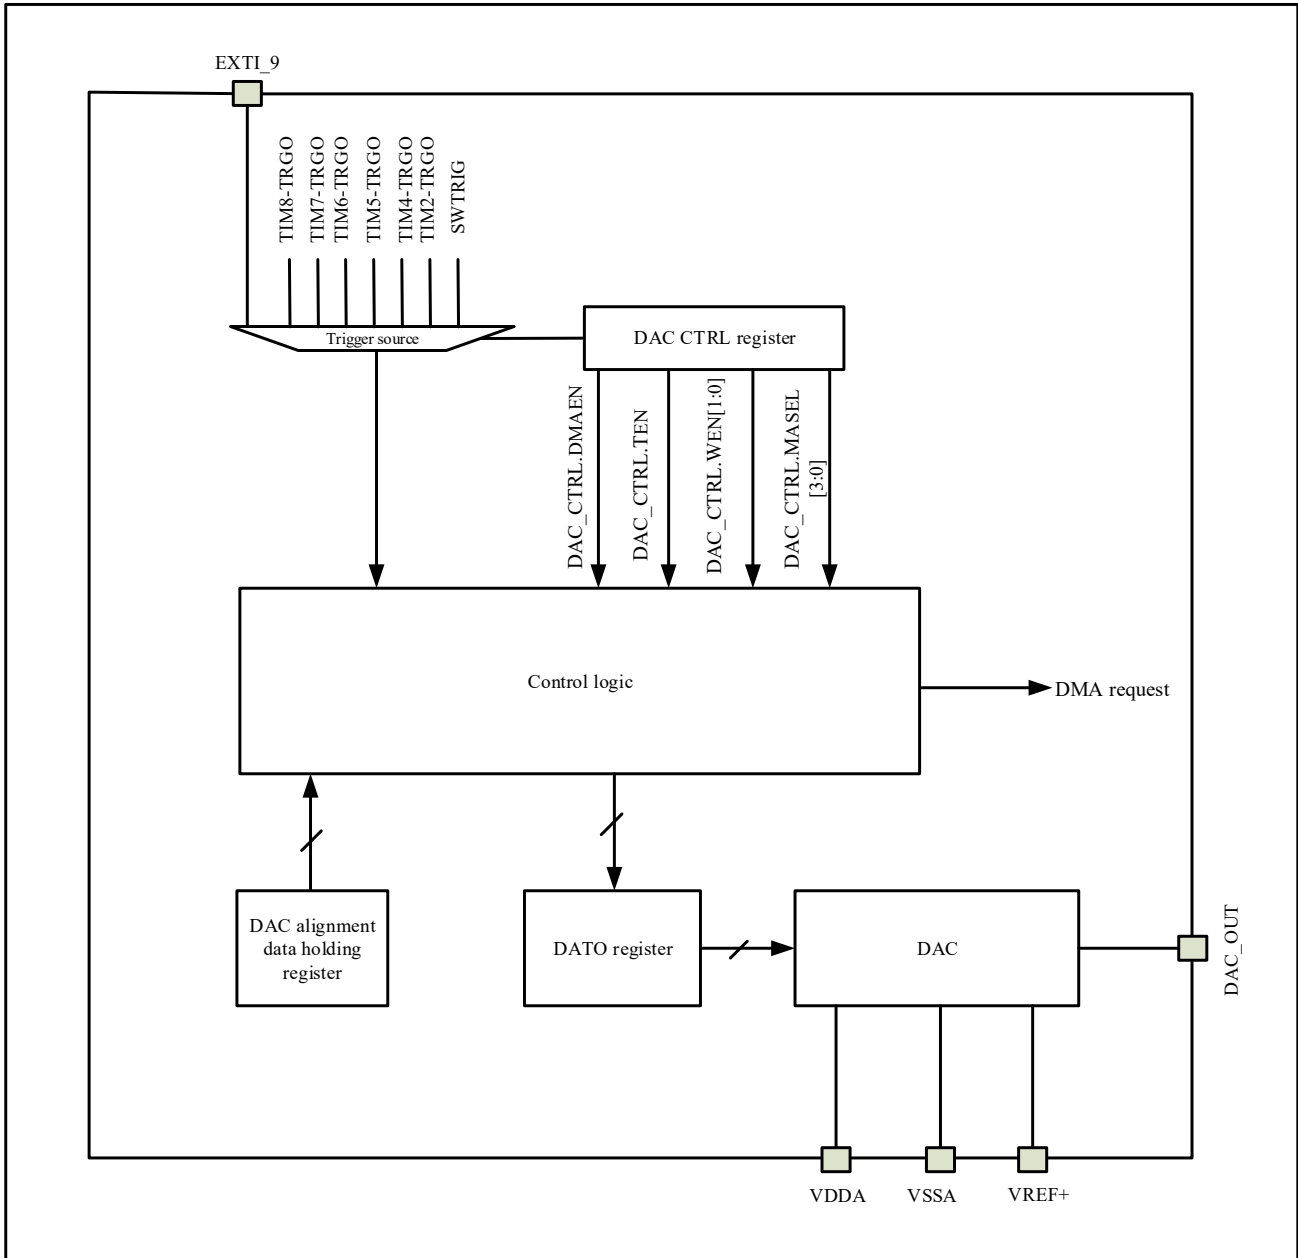 EXTI_9
TIM8-TRGO
TIM7-TRGO
TIM6-TRGO
TIM5-TRGO
TIM4-TRGO
TIM2-TRGO
SWTRIG
Trigger source
DAC CTRL register
DAC_CTRL.DMAEN
DAC_CTRL.TEN
DAC_CTRL.WEN[1:0]
DAC_CTRL.MASEL
[3:0]
Control logic
DMA request
DAC alignment
data holding
register
DATO register
DAC
DAC_OUT
VDDA
VSSA
VREF+